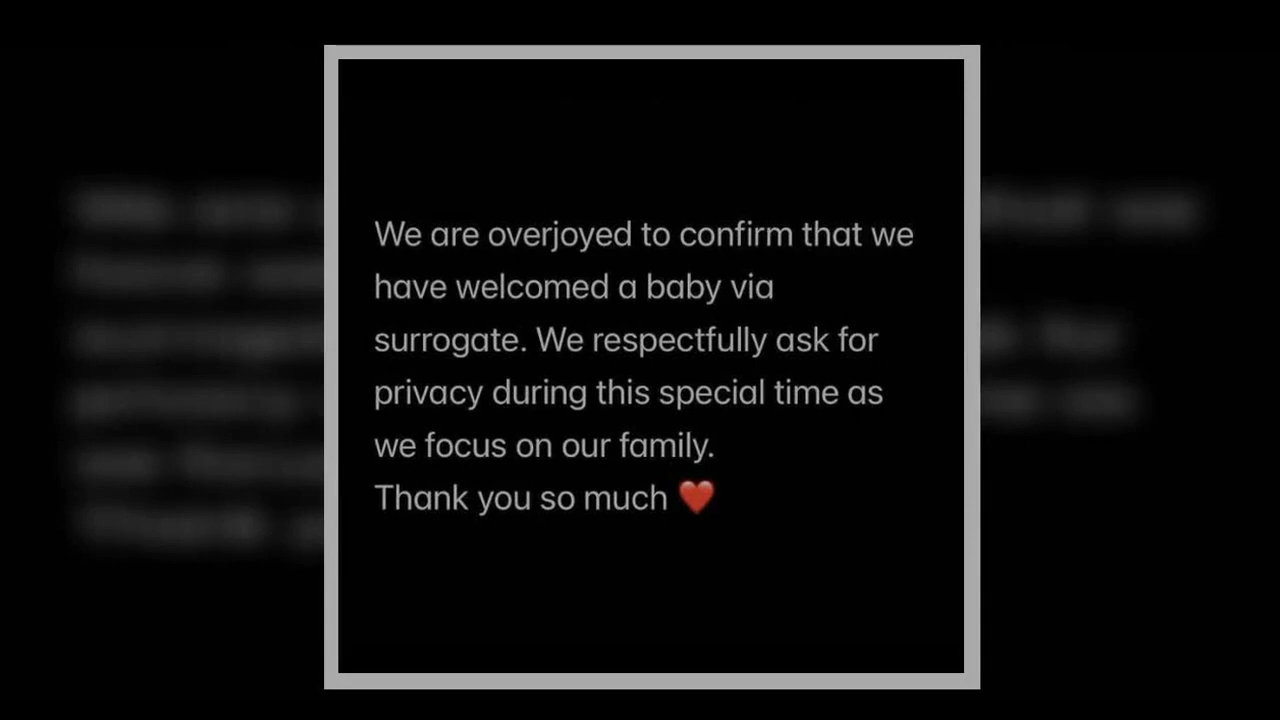 We are overjoyed to confirm that we
have welcomed a baby via
surrogate. We respectfully ask for
privacy during this special time as
we focus on our family.
Thank you so much ❤️